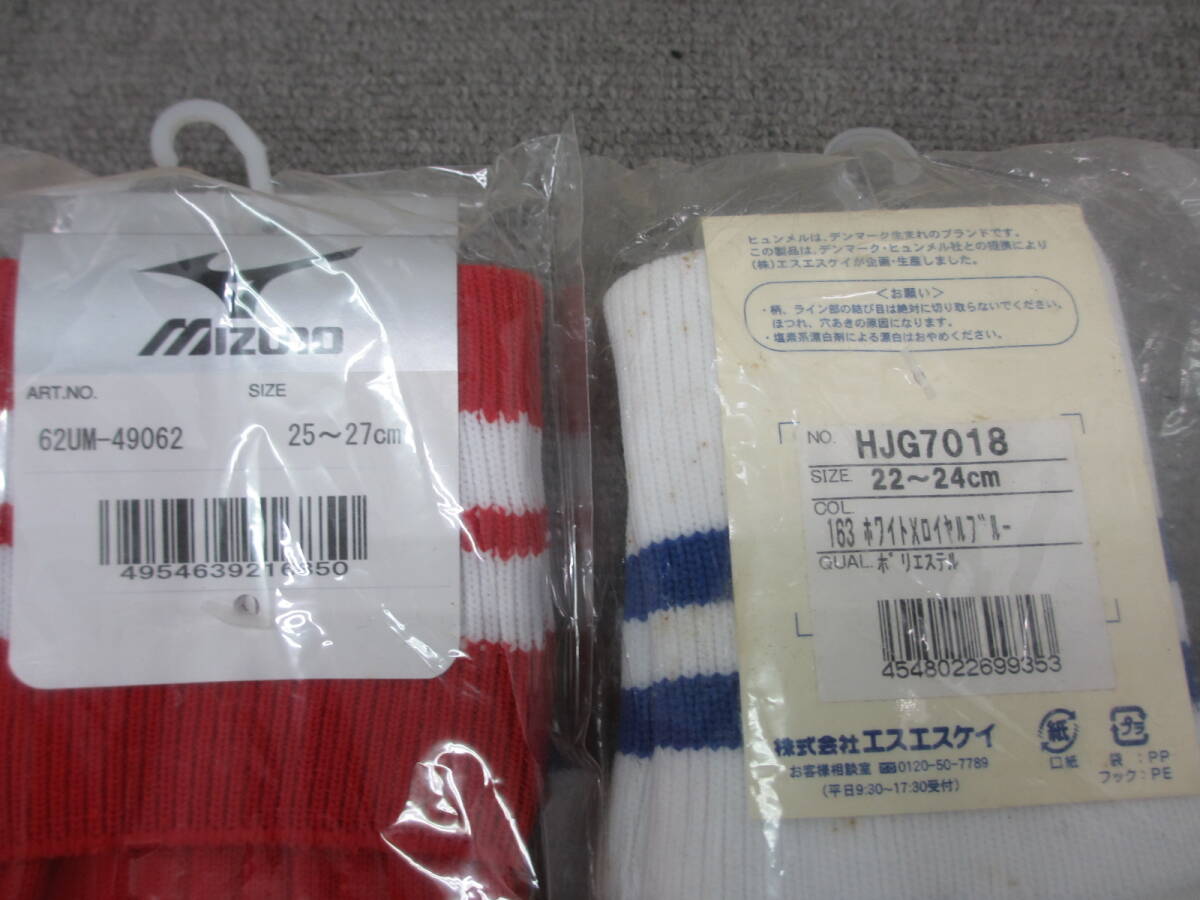 mizuno
ART.NO.
SIZE
62UM-49062
25～27cm
4954639216350
ヒュンメルは、デンマーク生まれのブランドです。
この製品は、デンマーク・ヒュンメル社との提携により
(株)エスエスケイが企画・生産しました。
＜お願い＞
・柄、ライン部の結び目は絶対に切り取らないでください。
ほつれ、穴あきの原因になります。
・塩素系漂白剤による漂白はおやめください。
NO. HJG7018
SIZE. 22～24cm
COL.
163 ホワイトXロイヤルブルー
QUAL. ポリエステル
4548022699353
株式会社エスエスケイ
お客様相談室 0120-50-7789
(平日9:30～17:30受付)
紙
口紙
プラ
袋 : PP
フック : PE